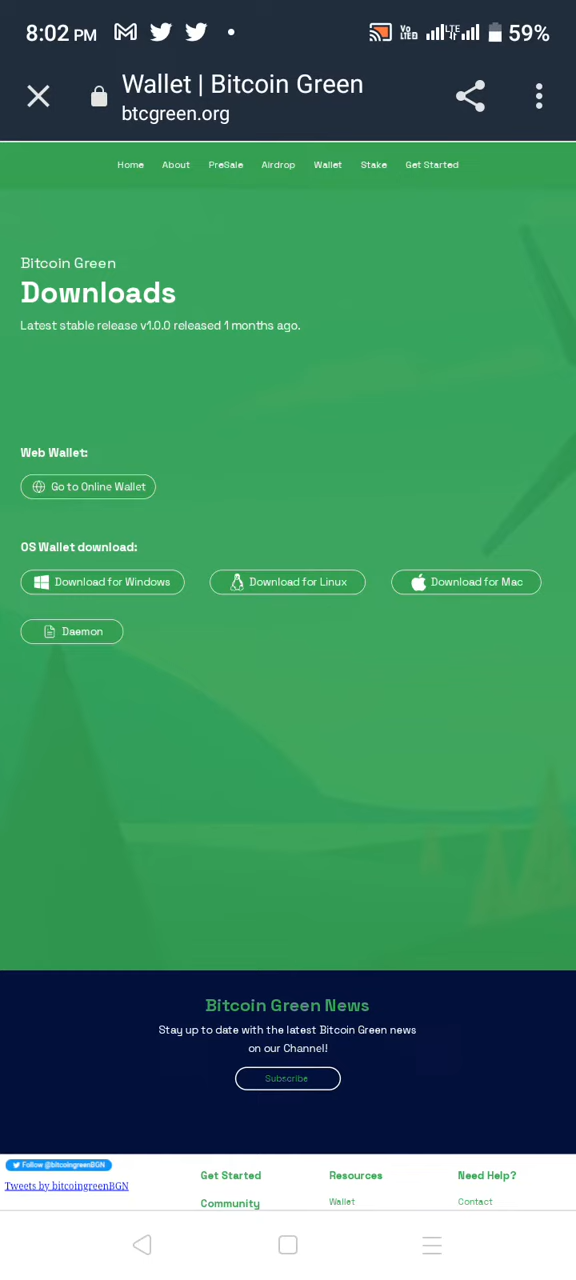 8:02 PM
VoLTED LTE 59%
Wallet | Bitcoin Green
btcgreen.org
Home About PreSale Airdrop Wallet Stake Get Started
Bitcoin Green
Downloads
Latest stable release v1.0.0 released 1 months ago.
Web Wallet:
Go to Online Wallet
OS Wallet download:
Download for Windows Download for Linux Download for Mac
Daemon
Bitcoin Green News
Stay up to date with the latest Bitcoin Green news
on our Channel!
Subscribe
Follow @bitcoingreenBGN
Tweets by bitcoingreenBGN
Get Started Resources Need Help?
Community Wallet Contact